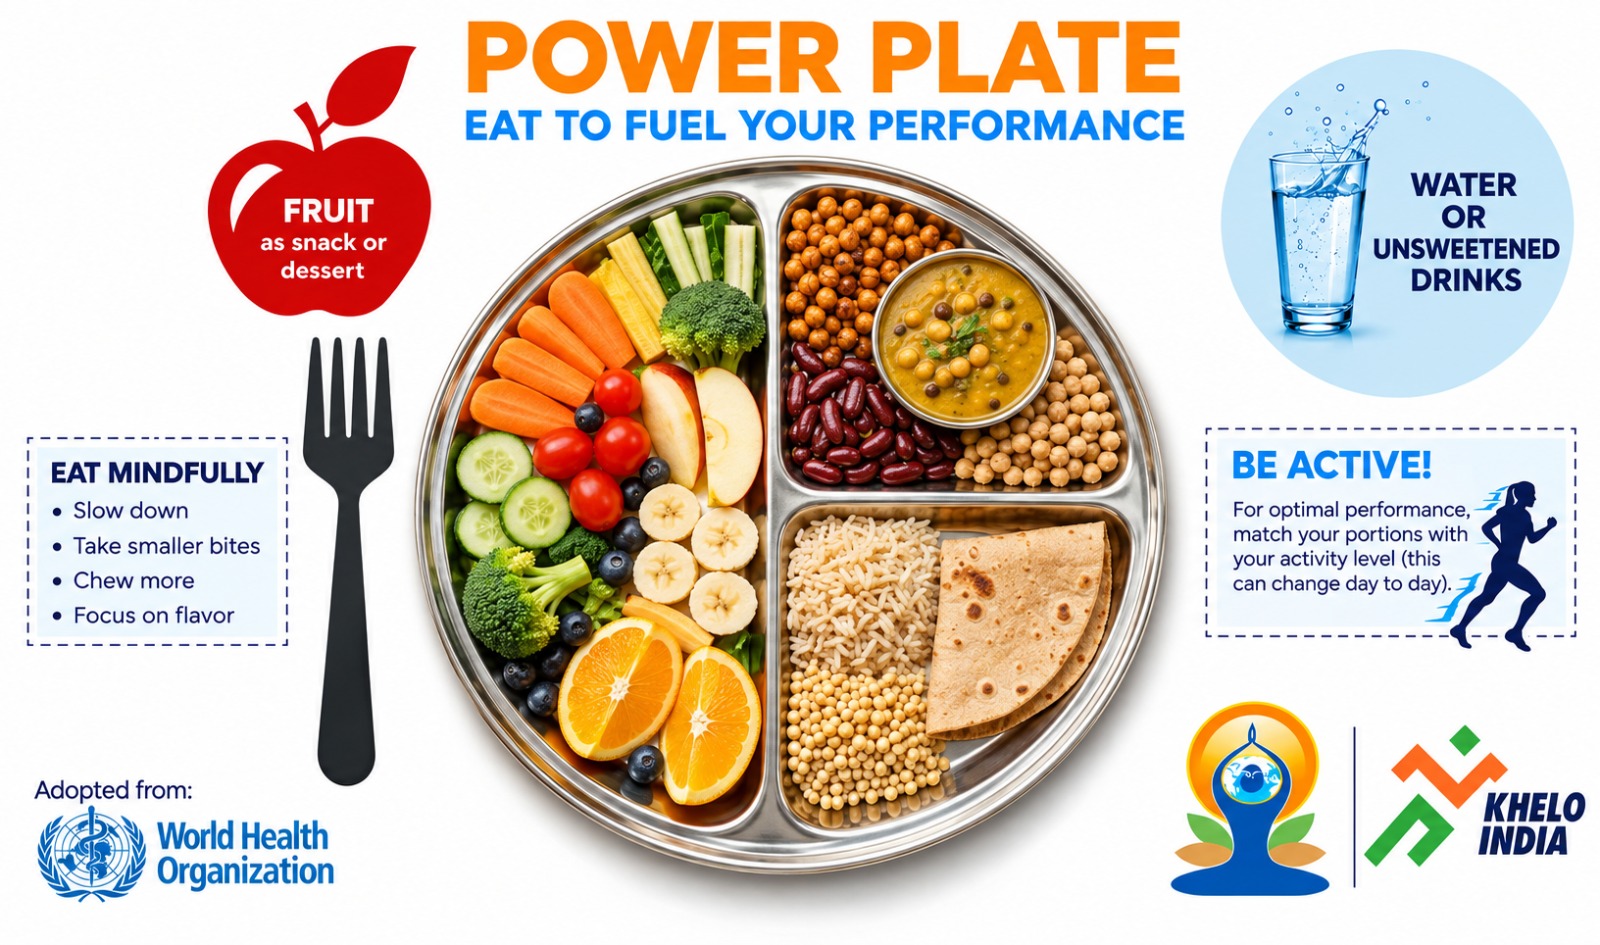 POWER PLATE
EAT TO FUEL YOUR PERFORMANCE
FRUIT
as snack or
dessert
WATER
OR
UNSWEETENED
DRINKS
EAT MINDFULLY
• Slow down
• Take smaller bites
• Chew more
• Focus on flavor
BE ACTIVE!
For optimal performance,
match your portions with
your activity level (this
can change day to day).
Adopted from:
World Health
Organization
KHELO
INDIA